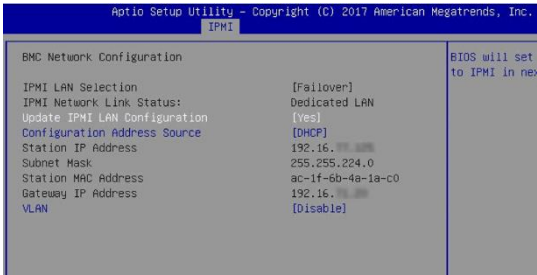 Aptio Setup Utility – Copyright (C) 2017 American Megatrends, Inc.
IPMI
BMC Network Configuration
BIOS will set
to IPMI in nex
IPMI LAN Selection [Failover]
IPMI Network Link Status: Dedicated LAN
Update IPMI LAN Configuration [Yes]
Configuration Address Source [DHCP]
Station IP Address 192.16.
Subnet Mask 255.255.224.0
Station MAC Address ac-1f-6b-4a-1a-c0
Gateway IP Address 192.16.
VLAN [Disable]